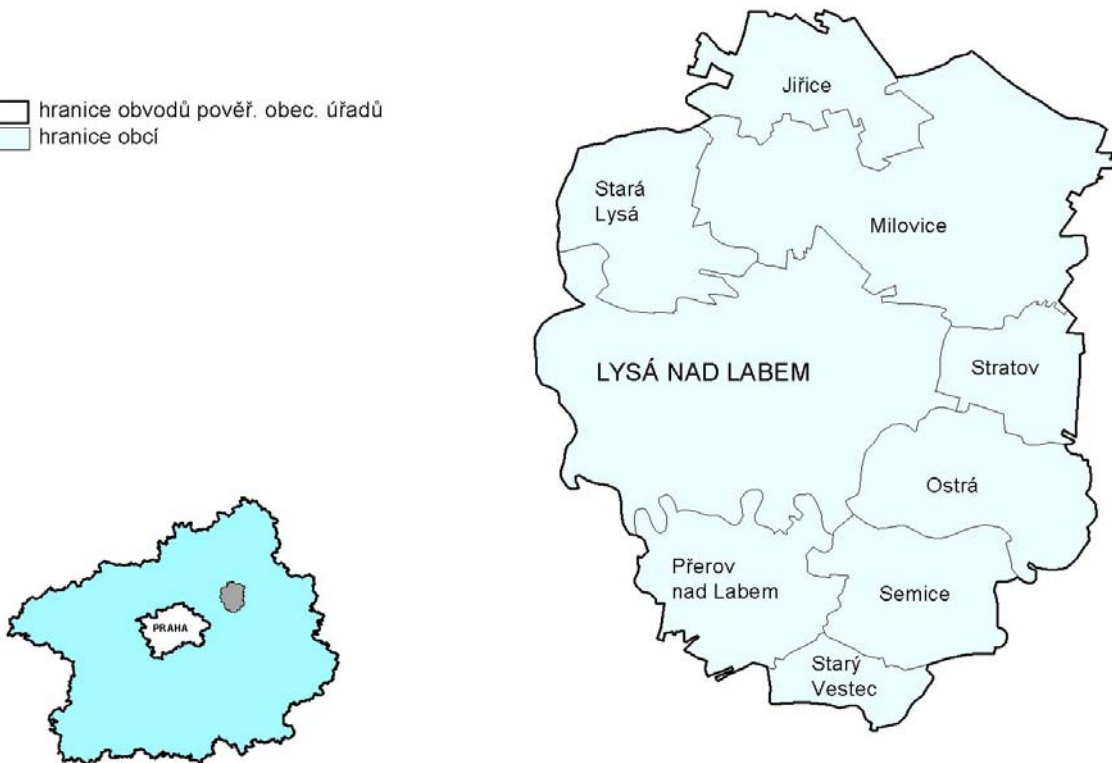 hranice obvodů pověř. obec. úřadů
hranice obcí
Jiřice
Stará
Lysá
Milovice
LYSÁ NAD LABEM
Stratov
Ostrá
Přerov
nad Labem
Semice
Starý
Vestec
PRAHA